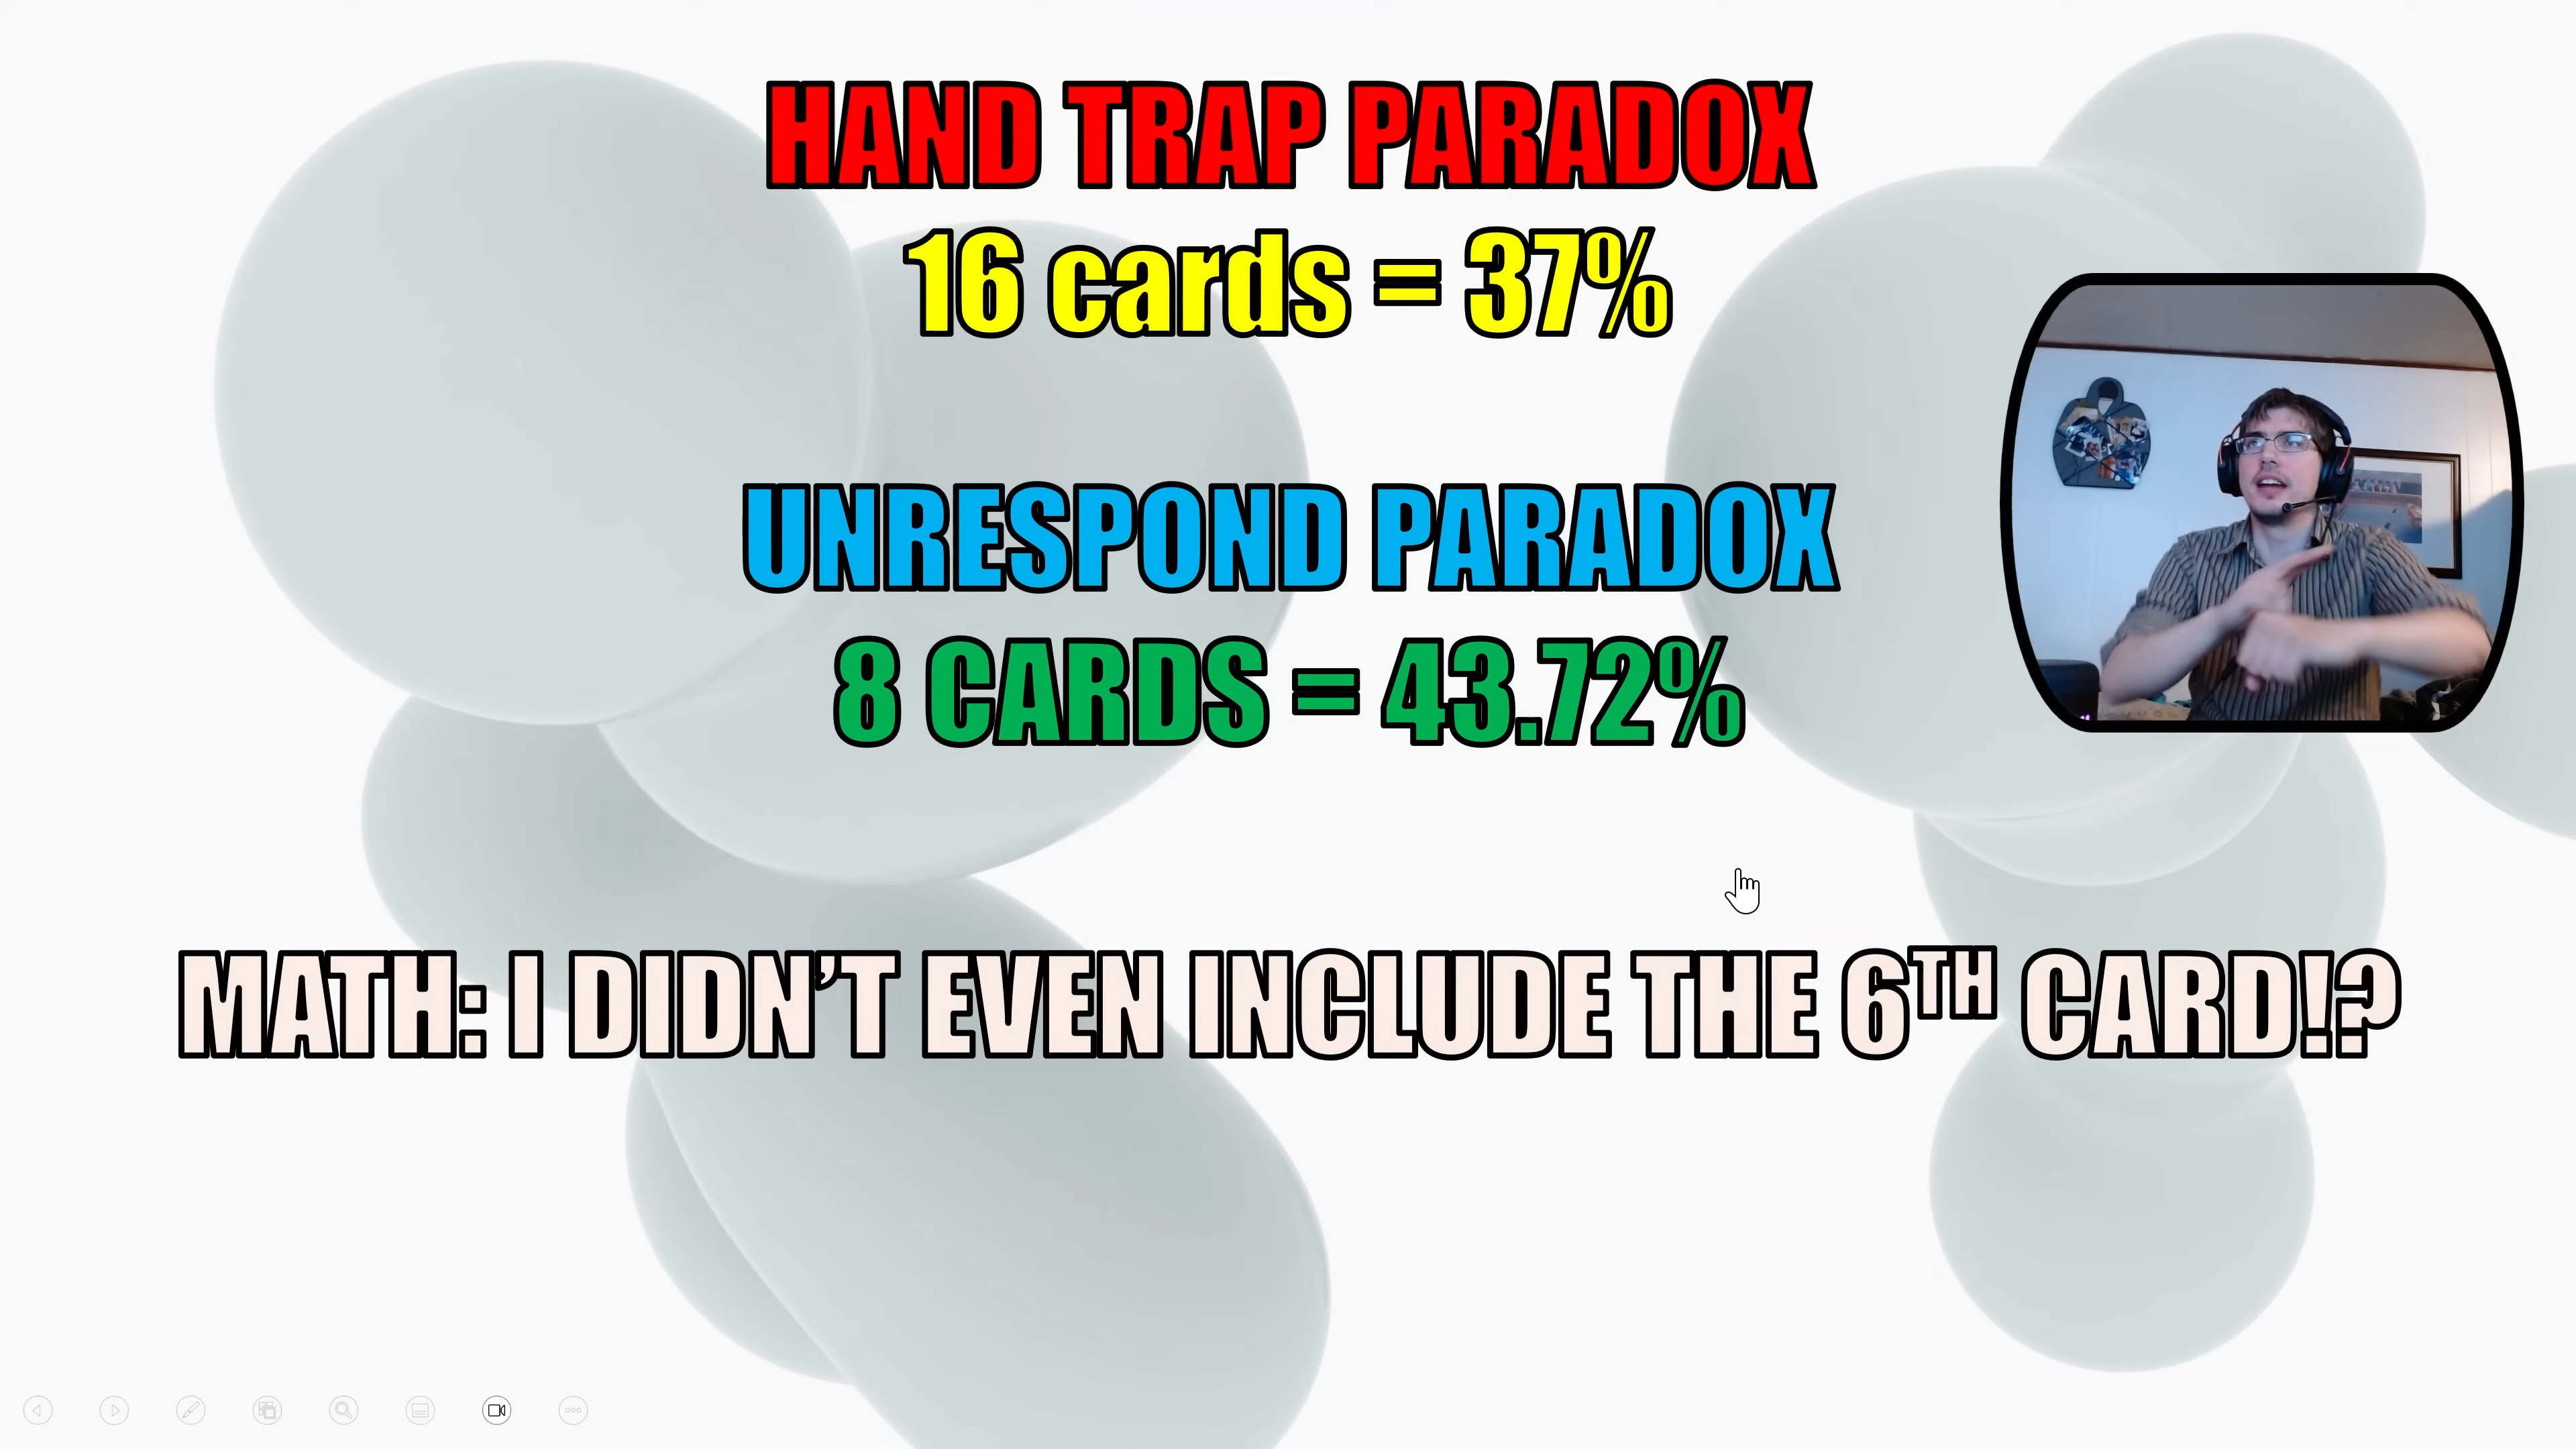 HAND TRAP PARADOX
16 cards = 37%
UNRESPOND PARADOX
8 CARDS = 43.72%
MATH: I DIDN’T EVEN INCLUDE THE 6TH CARD!?